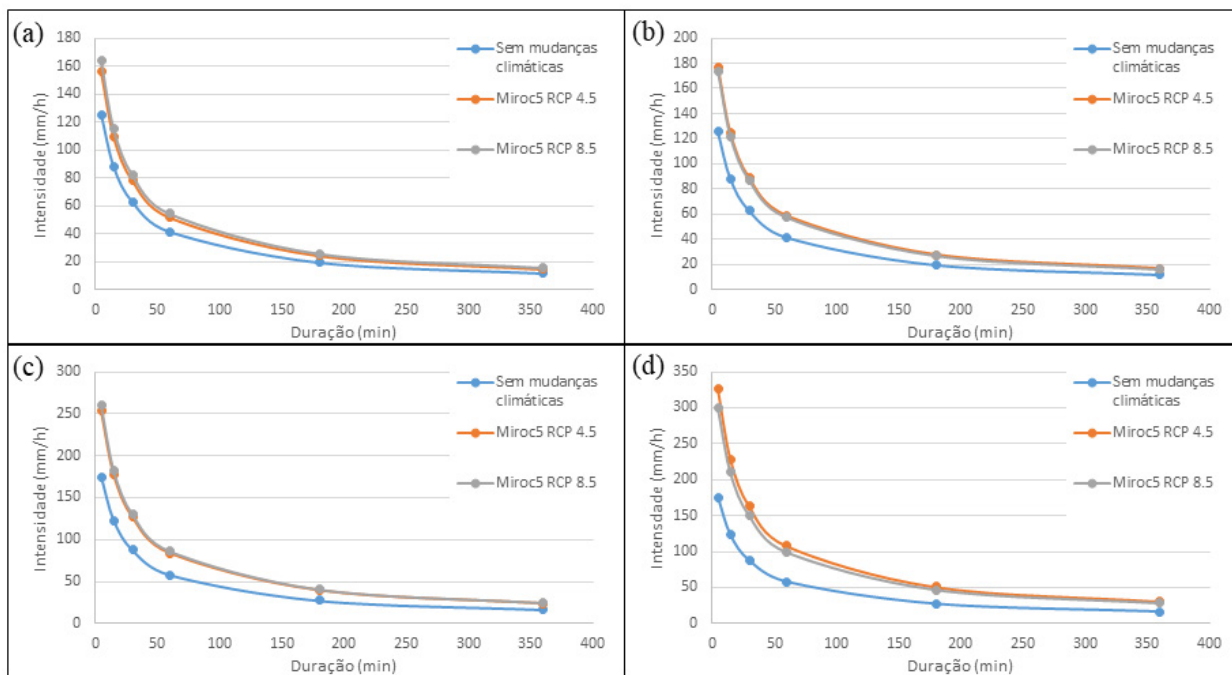 (a)
180
160
140
120
100
80
60
40
20
0
Intensidade (mm/h)
0 50 100 150 200 250 300 350 400
Duração (min)
Sem mudanças
climáticas
Miroc5 RCP 4.5
Miroc5 RCP 8.5
(b)
200
180
160
140
120
100
80
60
40
20
0
Intensidade (mm/h)
0 50 100 150 200 250 300 350 400
Duração (min)
Sem mudanças
climáticas
Miroc5 RCP 4.5
Miroc5 RCP 8.5
(c)
300
250
200
150
100
50
0
Intensidade (mm/h)
0 50 100 150 200 250 300 350 400
Duração (min)
Sem mudanças
climáticas
Miroc5 RCP 4.5
Miroc5 RCP 8.5
(d)
350
300
250
200
150
100
50
0
Intensdade (mm/h)
0 50 100 150 200 250 300 350 400
Duração (min)
Sem mudanças
climáticas
Miroc5 RCP 4.5
Miroc5 RCP 8.5